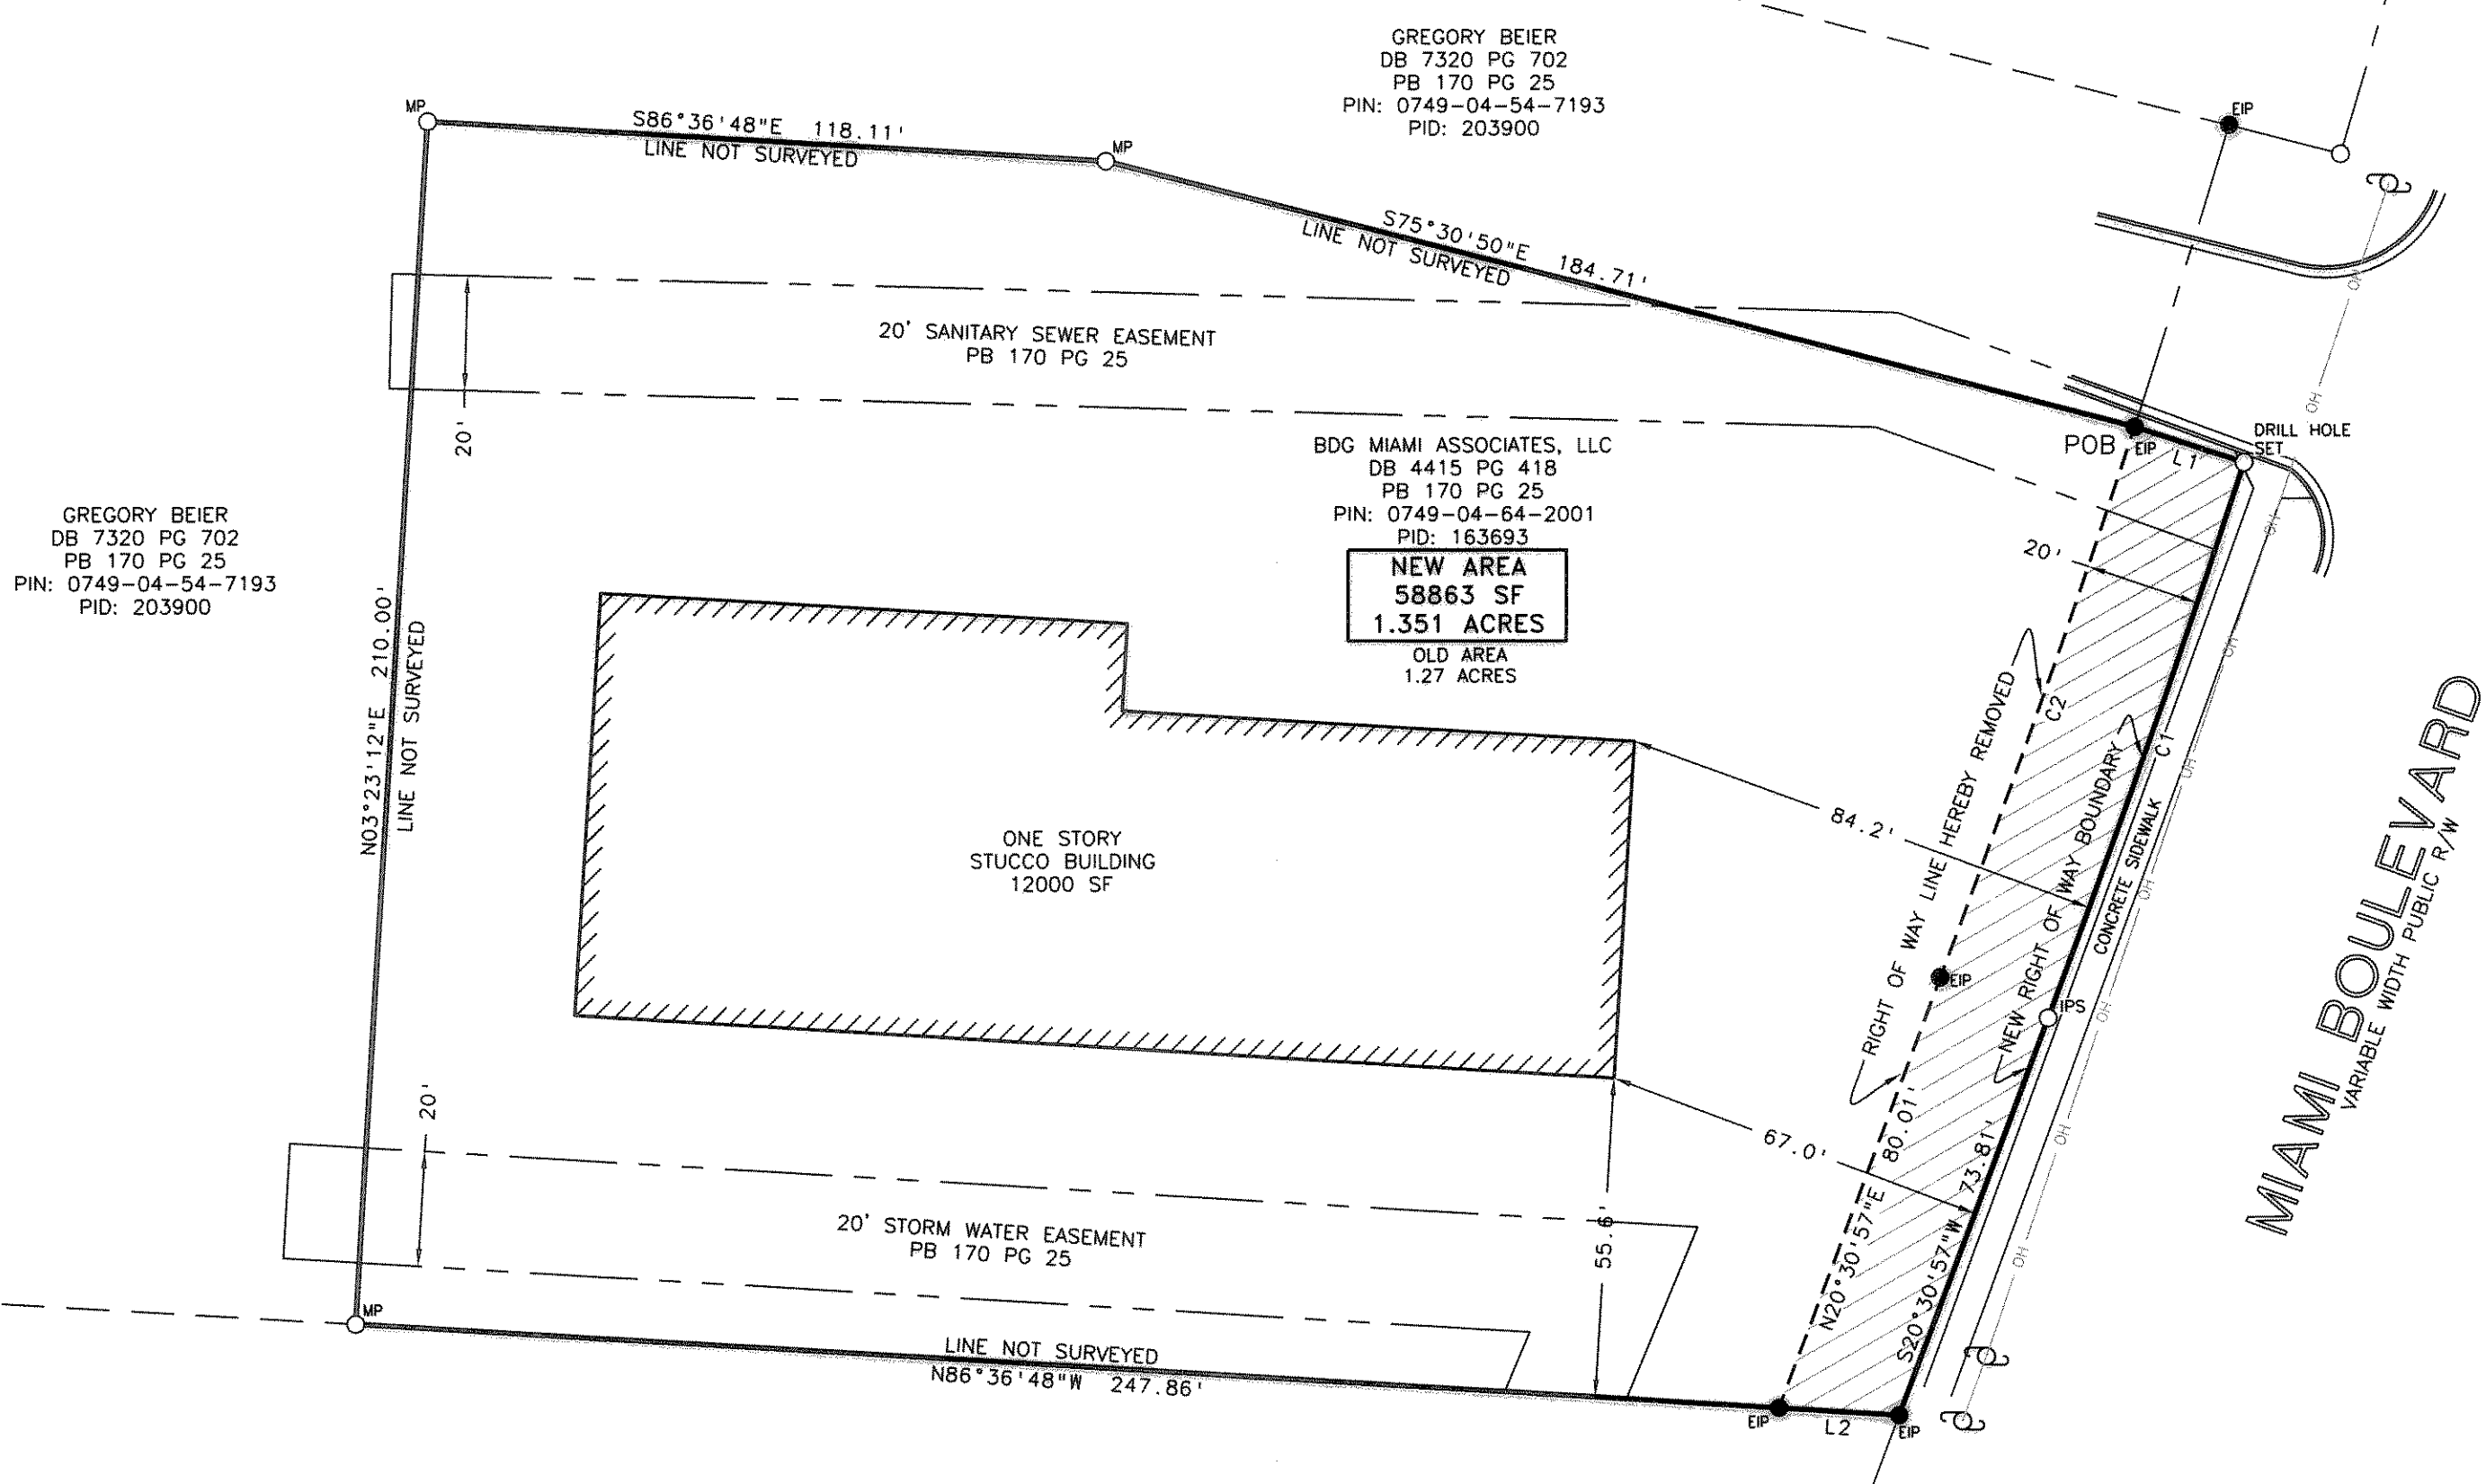 GREGORY BEIER
DB 7320 PG 702
PB 170 PG 25
PIN: 0749-04-54-7193
PID: 203900
EIP
MP
S86°36'48"E 118.11'
LINE NOT SURVEYED
MP
S75°30'50"E 184.71'
LINE NOT SURVEYED
20' SANITARY SEWER EASEMENT
PB 170 PG 25
20'
OH
OH
DRILL HOLE
SET
POB
EIP
L1
BDG MIAMI ASSOCIATES, LLC
DB 4415 PG 418
PB 170 PG 25
PIN: 0749-04-64-2001
PID: 163693
NEW AREA
58863 SF
1.351 ACRES
OLD AREA
1.27 ACRES
GREGORY BEIER
DB 7320 PG 702
PB 170 PG 25
PIN: 0749-04-54-7193
PID: 203900
N03°23'12"E 210.00'
LINE NOT SURVEYED
20'
OH
OH
OH
OH
OH
OH
OH
C2
C1
RIGHT OF WAY LINE HEREBY REMOVED
NEW RIGHT OF WAY BOUNDARY
CONCRETE SIDEWALK
MIAMI BOULEVARD
VARIABLE WIDTH PUBLIC R/W
84.2'
ONE STORY
STUCCO BUILDING
12000 SF
EIP
IPS
20'
67.0'
N20°30'57"E 80.01'
S20°30'57"W 73.81'
20' STORM WATER EASEMENT
PB 170 PG 25
55.6'
MP
LINE NOT SURVEYED
N86°36'48"W 247.86'
EIP
L2
EIP